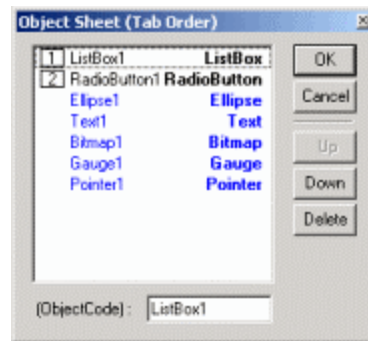 Object Sheet (Tab Order)
1 ListBox1 ListBox
2 RadioButton1 RadioButton
Ellipse1 Ellipse
Text1 Text
Bitmap1 Bitmap
Gauge1 Gauge
Pointer1 Pointer
OK
Cancel
Up
Down
Delete
(ObjectCode) : ListBox1